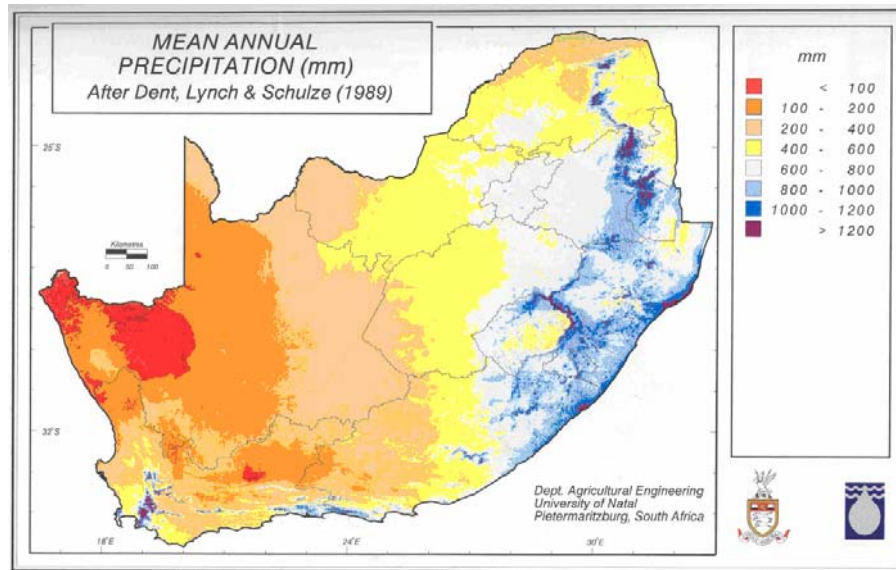 MEAN ANNUAL
PRECIPITATION (mm)
After Dent, Lynch & Schulze (1989)
mm
< 100
100 - 200
200 - 400
400 - 600
600 - 800
800 - 1000
1000 - 1200
> 1200
25°S
Kilometres
0 50 100
33°S
Dept. Agricultural Engineering
University of Natal
Pietermaritzburg, South Africa
18°E
24°E
30°E